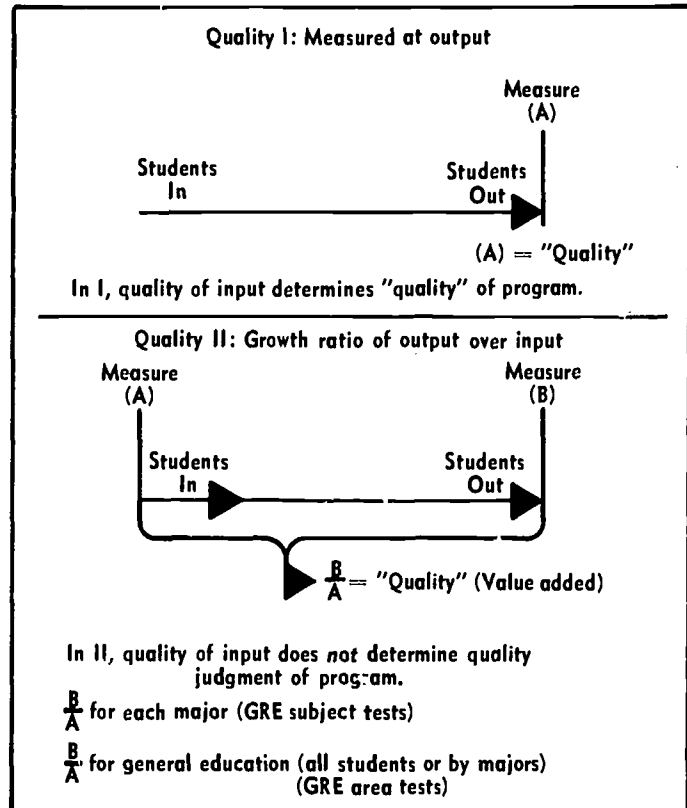 Quality I: Measured at output
Measure
(A)
Students
In
Students
Out
(A) = "Quality"
In I, quality of input determines "quality" of program.
Quality II: Growth ratio of output over input
Measure
(A)
Measure
(B)
Students
In
Students
Out
B
A
= "Quality" (Value added)
In II, quality of input does not determine quality
judgment of program.
B
A
for each major (GRE subject tests)
B
A
for general education (all students or by majors)
(GRE area tests)